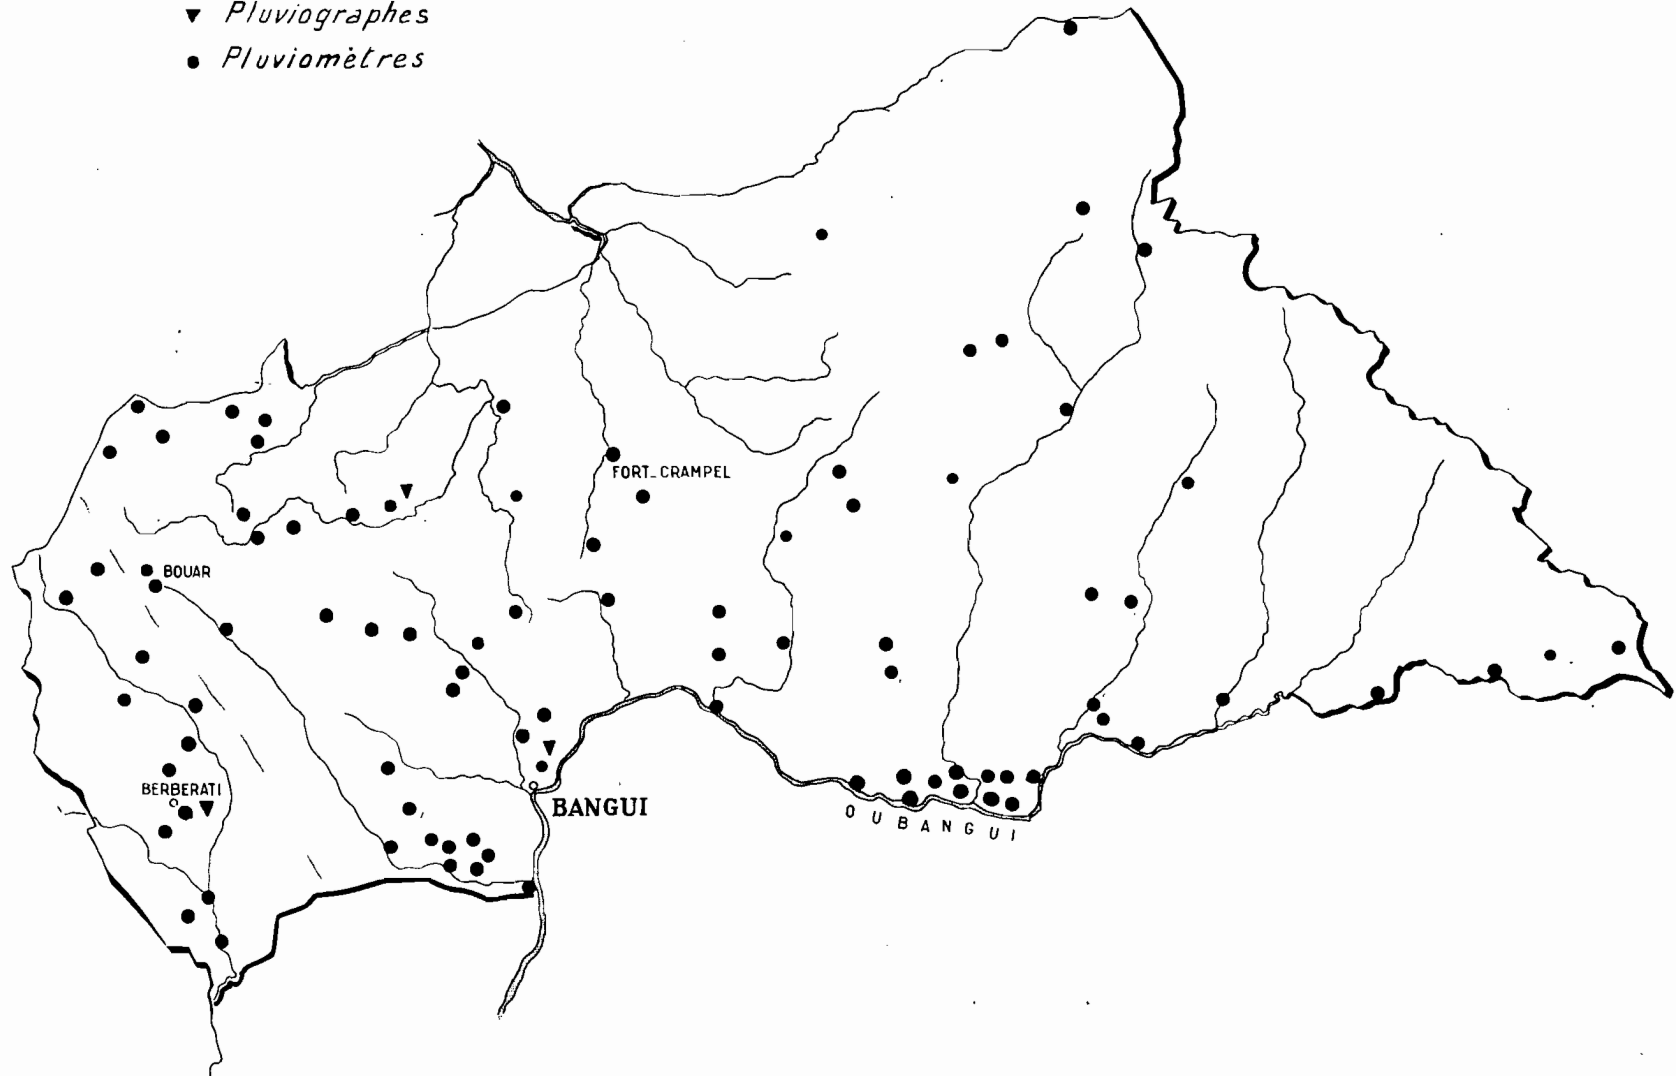 Pluviographes
Pluviomètres
FORT_CRAMPEL
BOUAR
BERBERATI
BANGUI
OUBANGUI